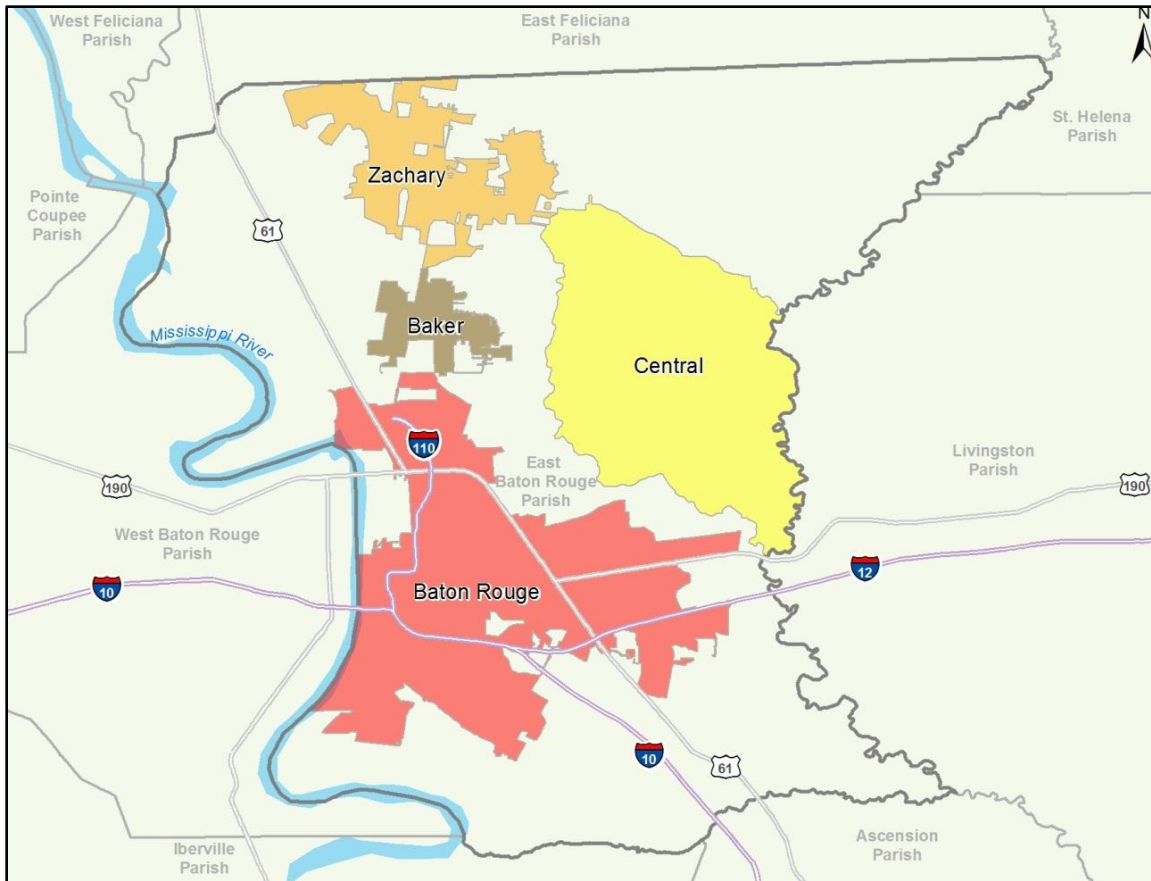 West Feliciana
Parish
East Feliciana
Parish
N
St. Helena
Parish
Zachary
Pointe
Coupee
Parish
61
Baker
Mississippi River
Central
110
East
Baton Rouge
Parish
Livingston
Parish
190
190
West Baton Rouge
Parish
10
Baton Rouge
12
10
61
Iberville
Parish
Ascension
Parish